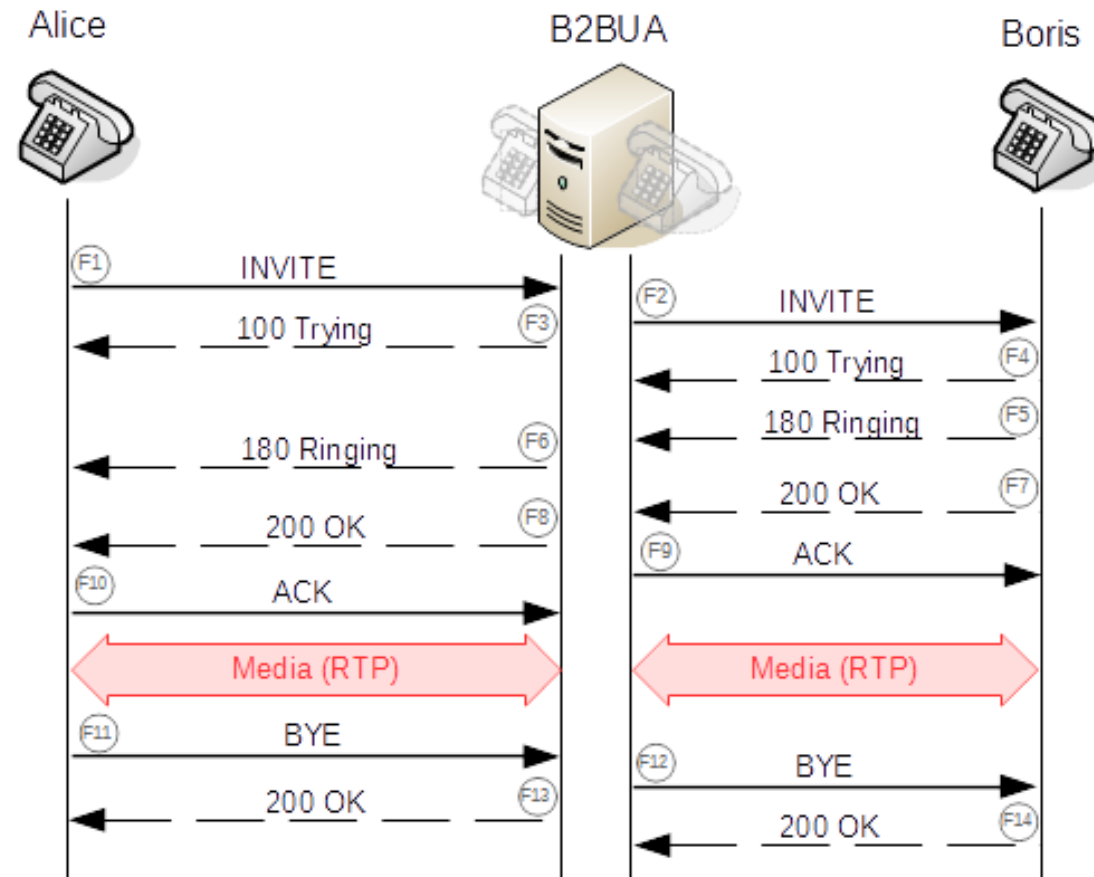 Alice
B2BUA
Boris
F1
INVITE
F2
INVITE
100 Trying
F3
100 Trying
F4
180 Ringing
F5
180 Ringing
F6
200 OK
F7
200 OK
F8
F9
ACK
F10
ACK
Media (RTP)
Media (RTP)
F11
BYE
F12
BYE
200 OK
F13
200 OK
F14